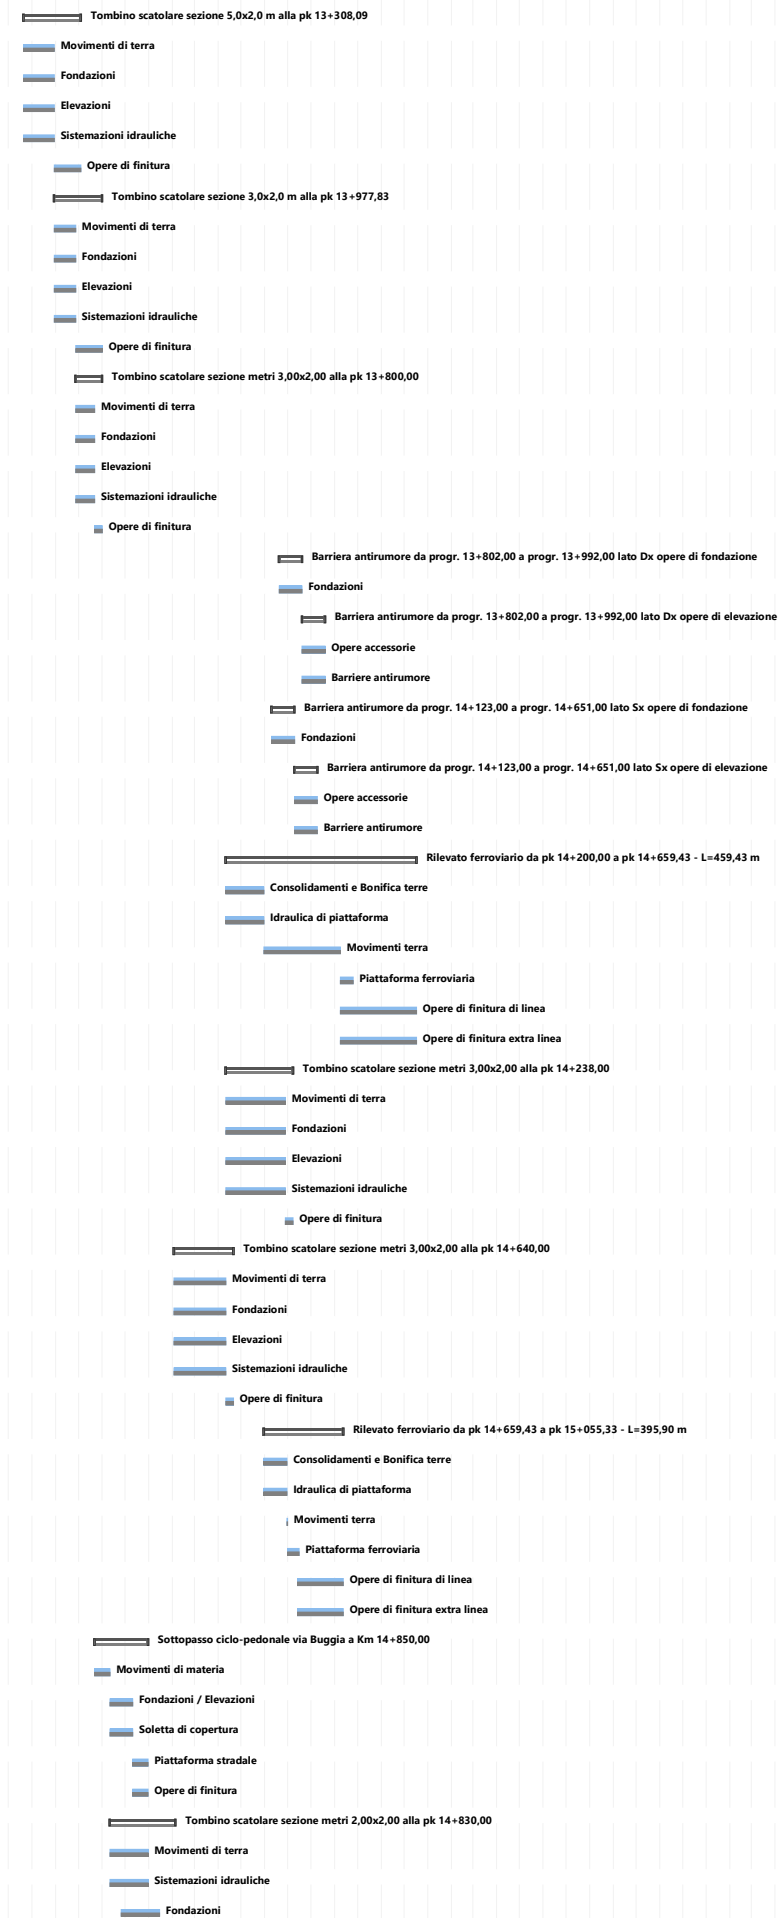 Tombino scatolare sezione 5,0x2,0 m alla pk 13+308,09
Movimenti di terra
Fondazioni
Elevazioni
Sistemazioni idrauliche
Opere di finitura
Tombino scatolare sezione 3,0x2,0 m alla pk 13+977,83
Movimenti di terra
Fondazioni
Elevazioni
Sistemazioni idrauliche
Opere di finitura
Tombino scatolare sezione metri 3,00x2,00 alla pk 13+800,00
Movimenti di terra
Fondazioni
Elevazioni
Sistemazioni idrauliche
Opere di finitura
Barriera antirumore da progr. 13+802,00 a progr. 13+992,00 lato Dx opere di fondazione
Fondazioni
Barriera antirumore da progr. 13+802,00 a progr. 13+992,00 lato Dx opere di elevazione
Opere accessorie
Barriere antirumore
Barriera antirumore da progr. 14+123,00 a progr. 14+651,00 lato Sx opere di fondazione
Fondazioni
Barriera antirumore da progr. 14+123,00 a progr. 14+651,00 lato Sx opere di elevazione
Opere accessorie
Barriere antirumore
Rilevato ferroviario da pk 14+200,00 a pk 14+659,43 - L=459,43 m
Consolidamenti e Bonifica terre
Idraulica di piattaforma
Movimenti terra
Piattaforma ferroviaria
Opere di finitura di linea
Opere di finitura extra linea
Tombino scatolare sezione metri 3,00x2,00 alla pk 14+238,00
Movimenti di terra
Fondazioni
Elevazioni
Sistemazioni idrauliche
Opere di finitura
Tombino scatolare sezione metri 3,00x2,00 alla pk 14+640,00
Movimenti di terra
Fondazioni
Elevazioni
Sistemazioni idrauliche
Opere di finitura
Rilevato ferroviario da pk 14+659,43 a pk 15+055,33 - L=395,90 m
Consolidamenti e Bonifica terre
Idraulica di piattaforma
Movimenti terra
Piattaforma ferroviaria
Opere di finitura di linea
Opere di finitura extra linea
Sottopasso ciclo-pedonale via Buggia a Km 14+850,00
Movimenti di materia
Fondazioni / Elevazioni
Soletta di copertura
Piattaforma stradale
Opere di finitura
Tombino scatolare sezione metri 2,00x2,00 alla pk 14+830,00
Movimenti di terra
Sistemazioni idrauliche
Fondazioni